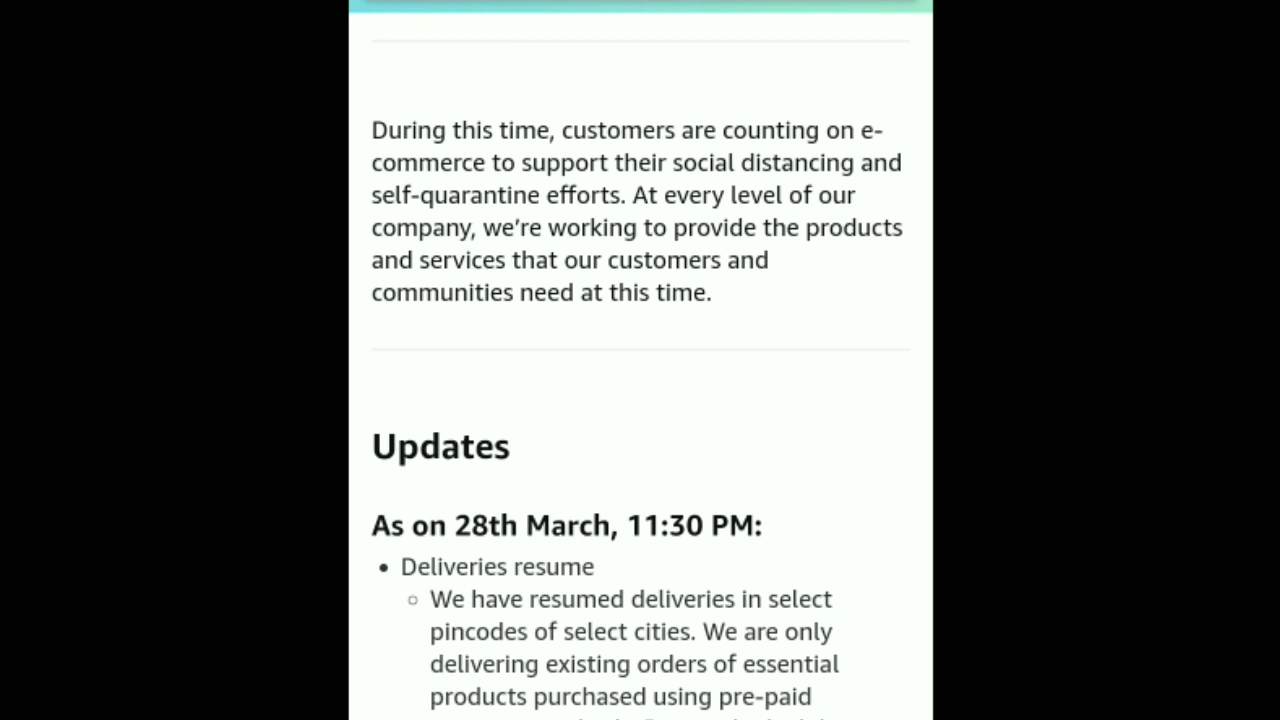 During this time, customers are counting on e-
commerce to support their social distancing and
self-quarantine efforts. At every level of our
company, we’re working to provide the products
and services that our customers and
communities need at this time.
Updates
As on 28th March, 11:30 PM:
• Deliveries resume
○ We have resumed deliveries in select
pincodes of select cities. We are only
delivering existing orders of essential
products purchased using pre-paid